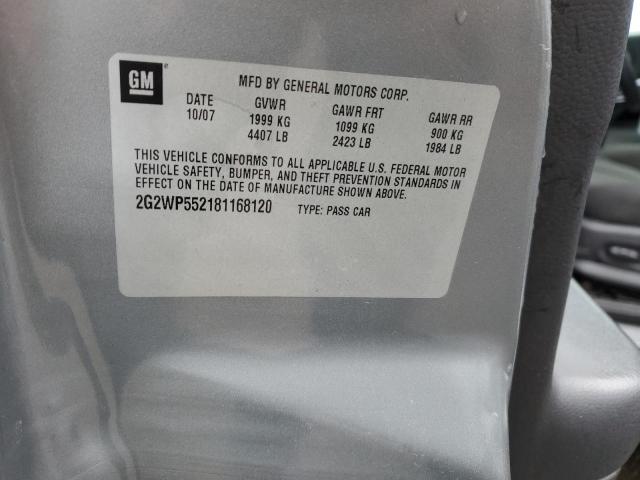 GM ®
MFD BY GENERAL MOTORS CORP.
DATE GVWR GAWR FRT GAWR RR
10/07 1999 KG 1099 KG 900 KG
4407 LB 2423 LB 1984 LB
THIS VEHICLE CONFORMS TO ALL APPLICABLE U.S. FEDERAL MOTOR
VEHICLE SAFETY, BUMPER, AND THEFT PREVENTION STANDARDS IN
EFFECT ON THE DATE OF MANUFACTURE SHOWN ABOVE.
2G2WP552181168120 TYPE: PASS CAR